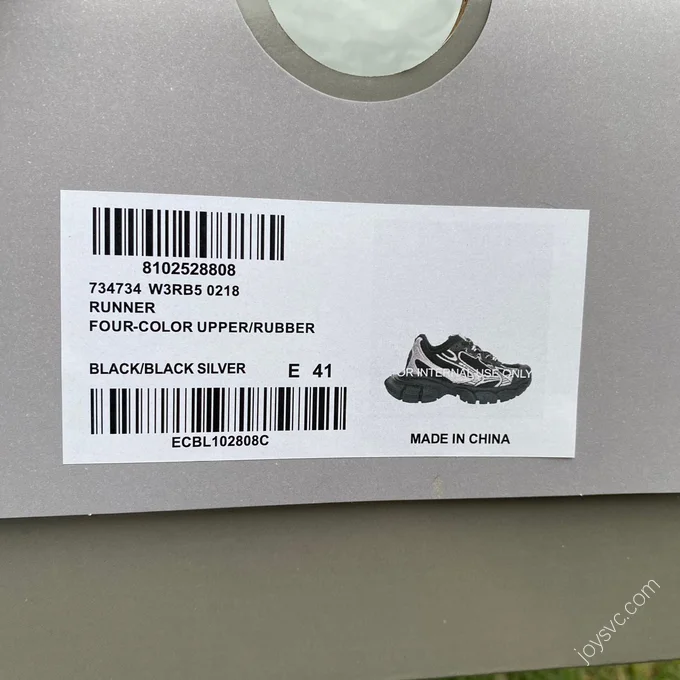 8102528808
734734 W3RB5 0218
RUNNER
FOUR-COLOR UPPER/RUBBER
BLACK/BLACK SILVER E 41
ECBL102808C
FOR INTERNAL USE ONLY
MADE IN CHINA
joysvc.com